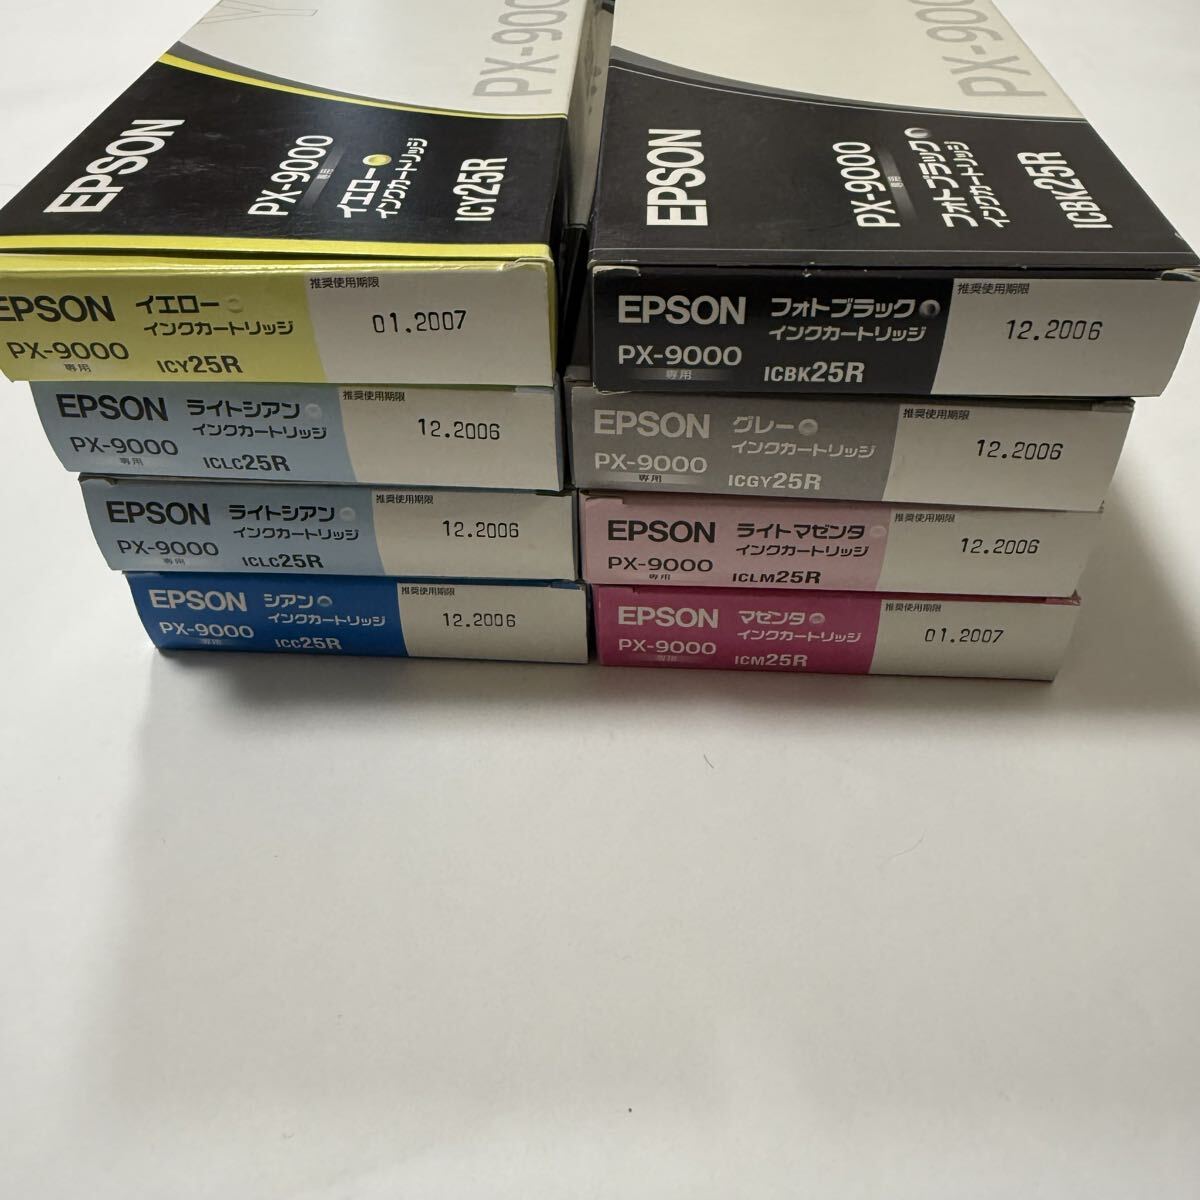 PX-900
EPSON
PX-9000
専用
イエロー
インクカートリッジ
ICY25R
EPSON
イエロー
インクカートリッジ
PX-9000
専用
ICY25R
推奨使用期限
01.2007
EPSON
ライトシアン
インクカートリッジ
PX-9000
専用
ICLC25R
推奨使用期限
12.2006
EPSON
ライトシアン
インクカートリッジ
PX-9000
専用
ICLC25R
推奨使用期限
12.2006
EPSON
シアン
インクカートリッジ
PX-9000
専用
ICC25R
推奨使用期限
12.2006
PX-900
EPSON
PX-9000
専用
フォトブラック
インクカートリッジ
ICBK25R
EPSON
フォトブラック
インクカートリッジ
PX-9000
専用
ICBK25R
推奨使用期限
12.2006
EPSON
グレー
インクカートリッジ
PX-9000
専用
ICGY25R
推奨使用期限
12.2006
EPSON
ライトマゼンタ
インクカートリッジ
PX-9000
専用
ICLM25R
推奨使用期限
12.2006
EPSON
マゼンタ
インクカートリッジ
PX-9000
専用
ICM25R
推奨使用期限
01.2007